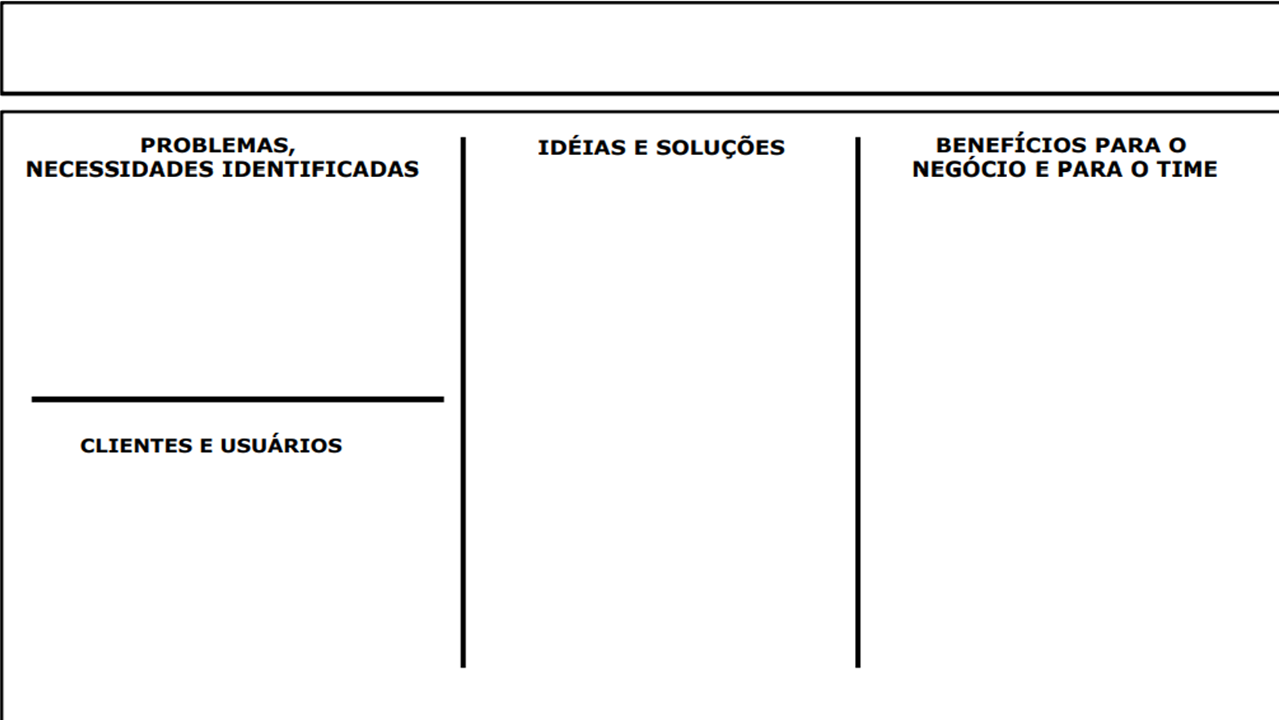 PROBLEMAS,
NECESSIDADES IDENTIFICADAS
CLIENTES E USUÁRIOS
IDÉIAS E SOLUÇÕES
BENEFÍCIOS PARA O
NEGÓCIO E PARA O TIME